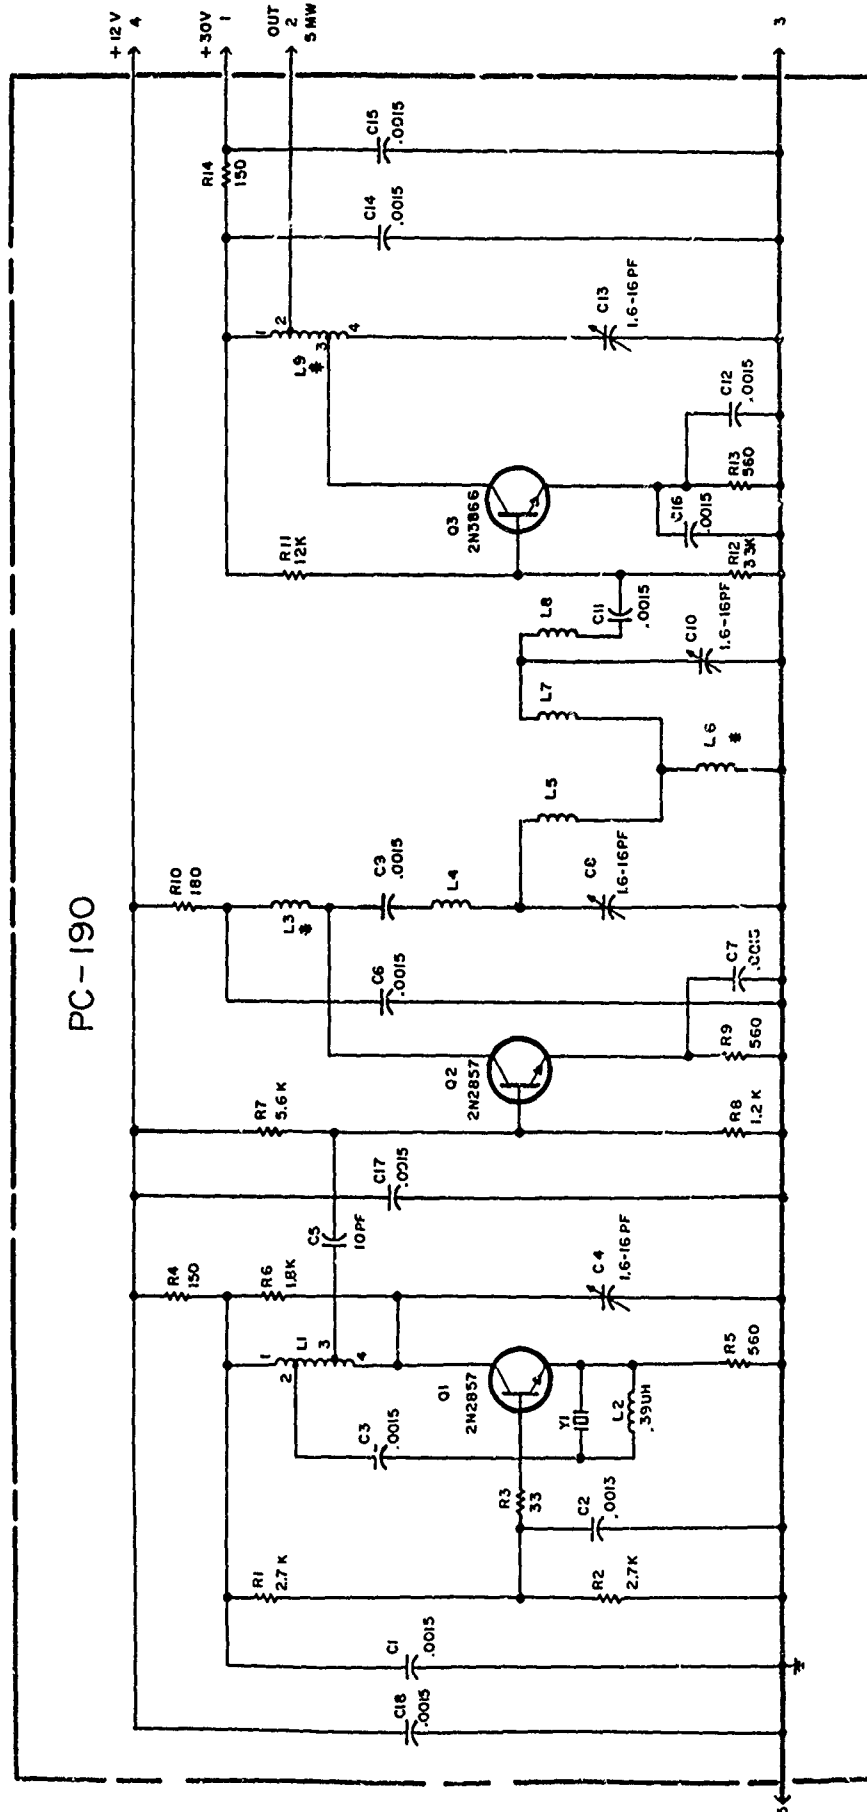 PC-190
+12V
4
+30V
1
OUT
2
5 MW
3
R14
150
C15
.0015
C14
.0015
1
2
3
4
L9
*
C13
1.6-16PF
C12
.0015
R13
560
C16
.0015
Q3
2N3866
R11
12K
R12
3.3K
C11
.0015
L8
C10
1.6-16PF
L7
L6
*
L5
R10
180
L3
*
C9
.0015
L4
C8
1.6-16PF
C6
.0015
C7
.0015
Q2
2N2857
R9
560
R7
5.6K
R8
1.2K
C17
.0015
C5
10PF
R4
150
R6
1.8K
C4
1.6-16PF
1
L1
2
3
4
Q1
2N2857
R5
560
C3
.0015
Y1
L2
.39UH
R3
33
C2
.0015
R1
2.7K
R2
2.7K
C1
.0015
C18
.0015